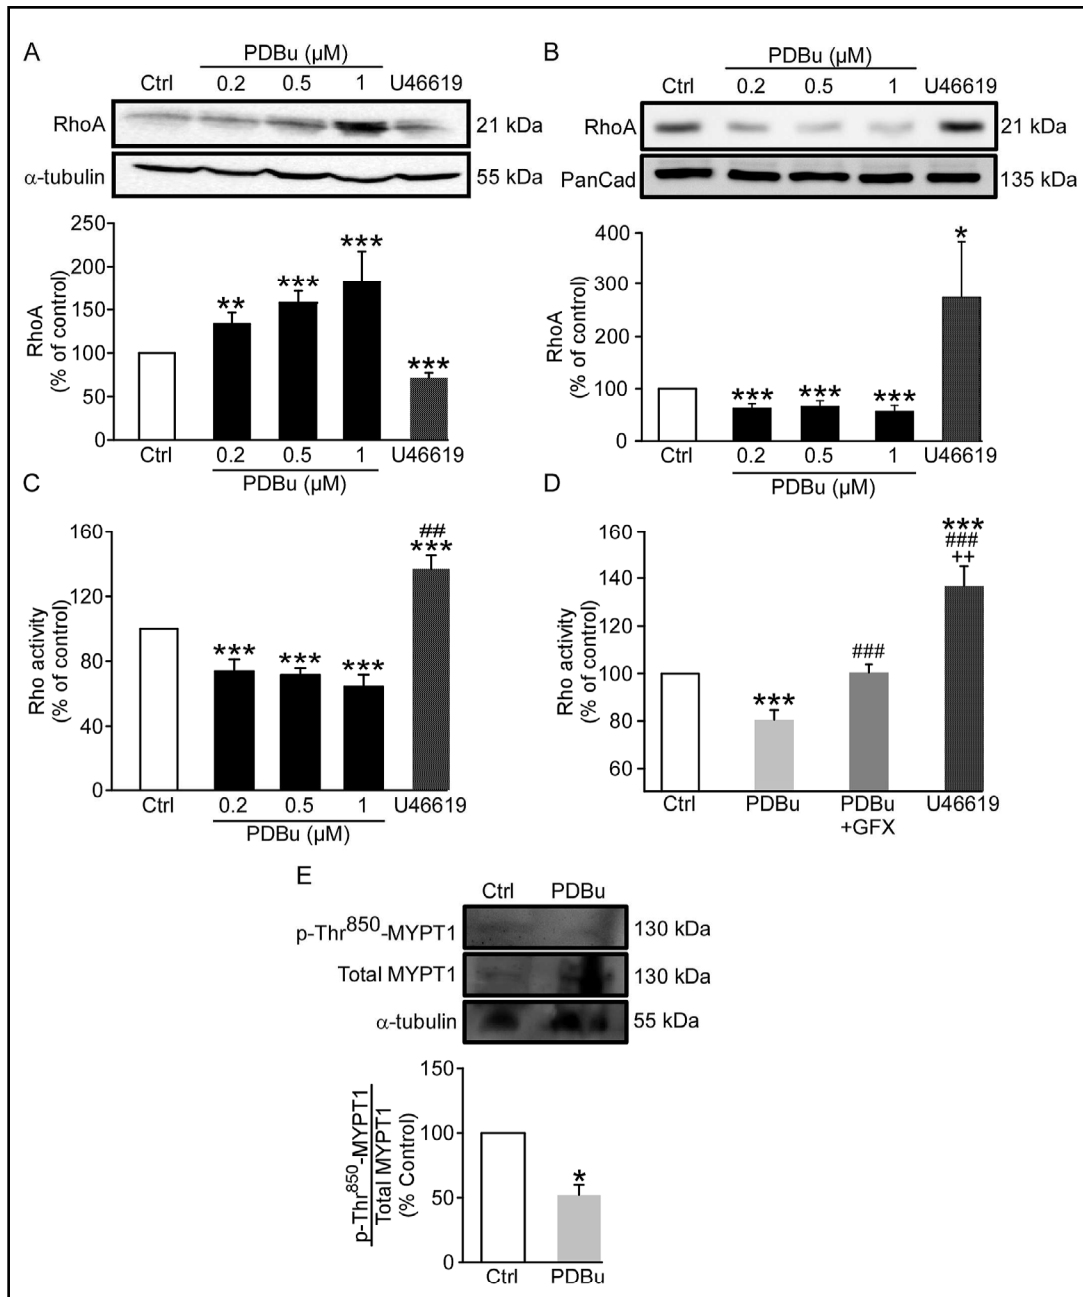 A
PDBu (µM)
Ctrl 0.2 0.5 1 U46619
RhoA 21 kDa
α-tubulin 55 kDa
250
200
150
100
50
0
RhoA
(% of control)
** *** *** ***
Ctrl 0.2 0.5 1 U46619
PDBu (µM)
B
PDBu (µM)
Ctrl 0.2 0.5 1 U46619
RhoA 21 kDa
PanCad 135 kDa
400
300
200
100
0
RhoA
(% of control)
*** *** *** *
Ctrl 0.2 0.5 1 U46619
PDBu (µM)
C
160
120
80
40
0
Rho activity
(% of control)
##
*** *** *** ***
Ctrl 0.2 0.5 1 U46619
PDBu (µM)
D
160
140
120
100
80
60
Rho activity
(% of control)
***
###
++
###
***
Ctrl PDBu PDBu U46619
+GFX
E
Ctrl PDBu
p-Thr850-MYPT1 130 kDa
Total MYPT1 130 kDa
α-tubulin 55 kDa
150
100
50
0
p-Thr850-MYPT1
Total MYPT1
(% Control)
*
Ctrl PDBu